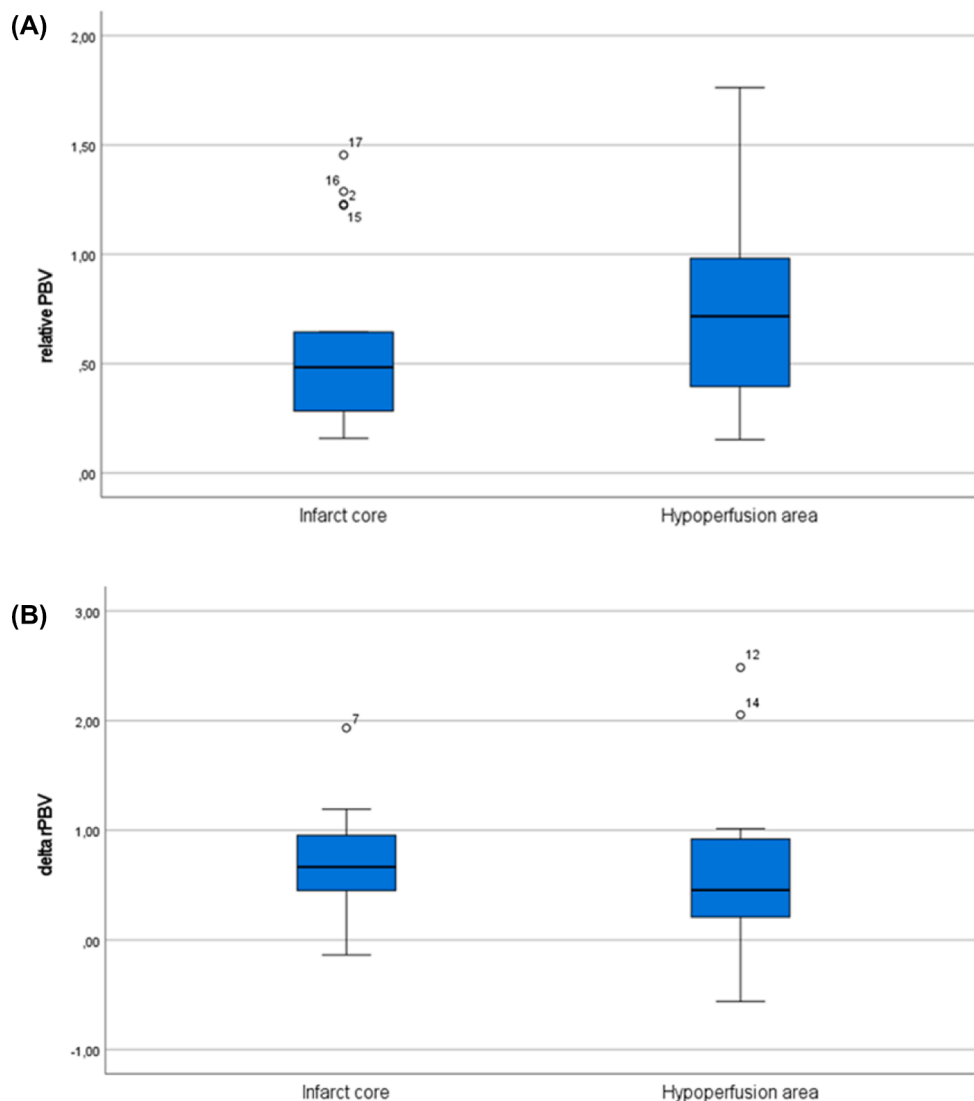 (A)
2,00
1,50
1,00
,50
,00
relative PBV
17
16
2
15
Infarct core
Hypoperfusion area
(B)
3,00
2,00
1,00
,00
-1,00
delta rPBV
7
12
14
Infarct core
Hypoperfusion area